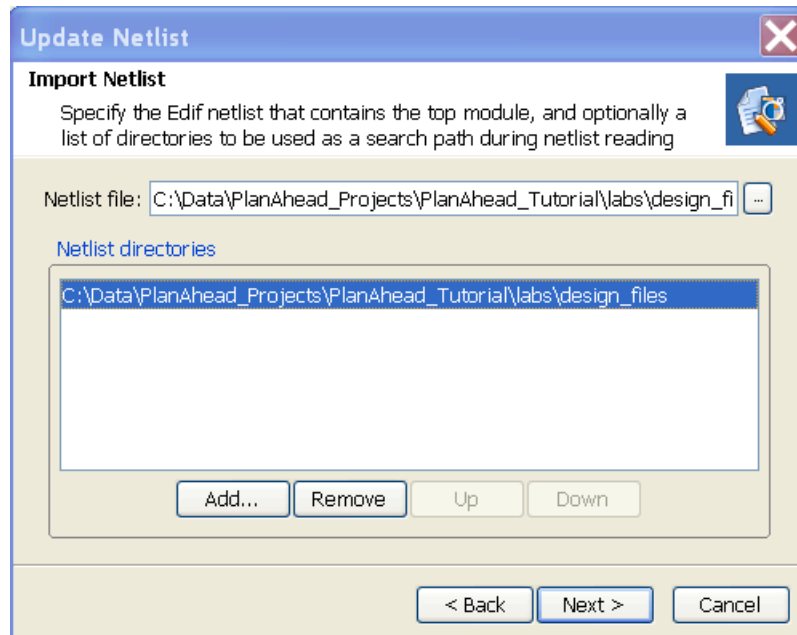 Update Netlist
Import Netlist
Specify the Edif netlist that contains the top module, and optionally a
list of directories to be used as a search path during netlist reading
Netlist file: C:\Data\PlanAhead_Projects\PlanAhead_Tutorial\labs\design_fi ...
Netlist directories
C:\Data\PlanAhead_Projects\PlanAhead_Tutorial\labs\design_files
Add... Remove Up Down
< Back Next > Cancel